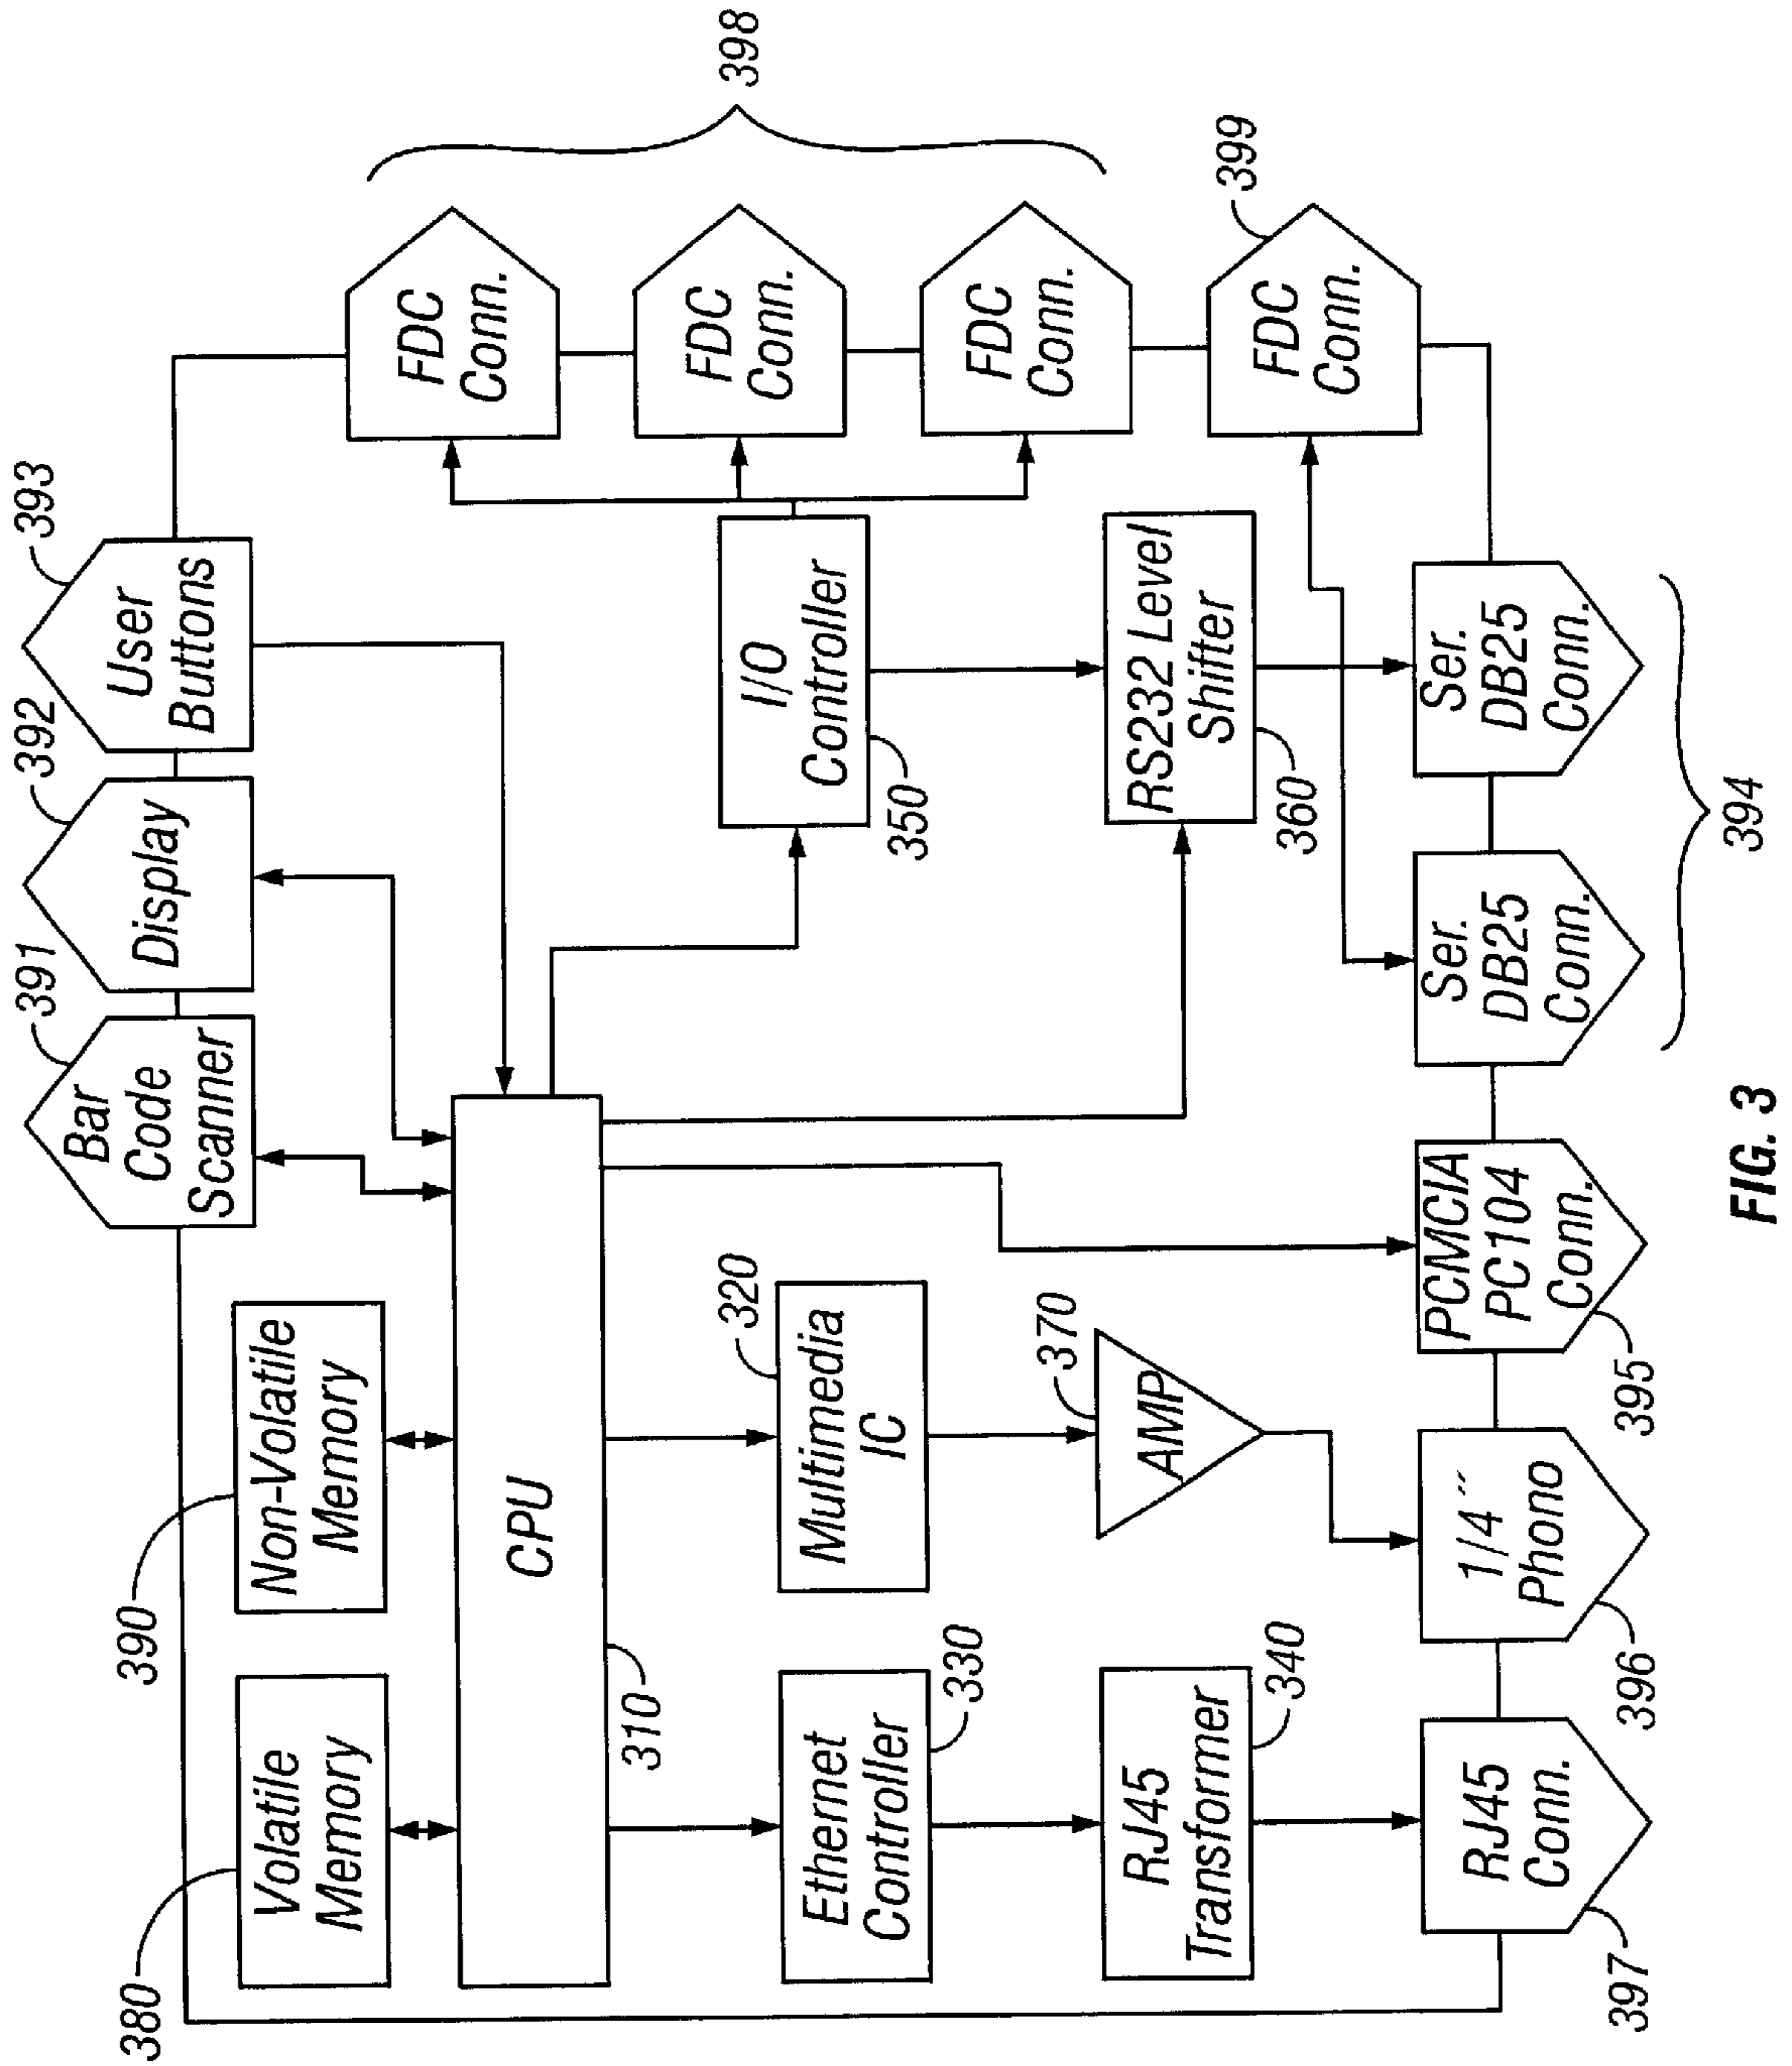 380
390
391
392
393
Volatile
Memory
Non-Volatile
Memory
Bar
Code
Scanner
Display
User
Buttons
CPU
310
FDC
Conn.
FDC
Conn.
FDC
Conn.
398
FDC
Conn.
399
Ethernet
Controller
330
Multimedia
IC
320
I/O
Controller
350
RJ45
Transformer
340
AMP
370
RS232 Level
Shifter
360
RJ45
Conn.
397
1/4"
Phono
396
PCMCIA
PC104
Conn.
395
Ser.
DB25
Conn.
Ser.
DB25
Conn.
394
FIG. 3